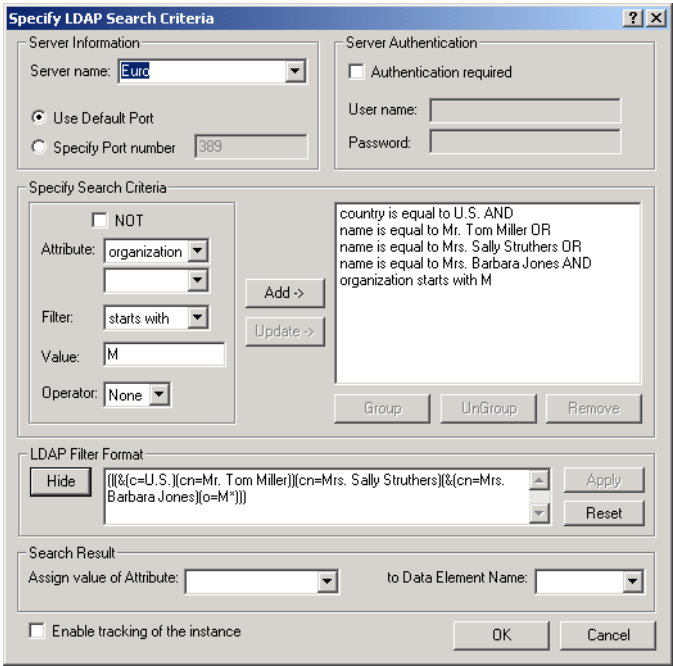 Specify LDAP Search Criteria
Server Information
Server name: Euro
Use Default Port
Specify Port number 389
Server Authentication
Authentication required
User name:
Password:
Specify Search Criteria
NOT
Attribute: organization
Filter: starts with
Value: M
Operator: None
Add ->
Update ->
country is equal to U.S. AND
name is equal to Mr. Tom Miller OR
name is equal to Mrs. Sally Struthers OR
name is equal to Mrs. Barbara Jones AND
organization starts with M
Group UnGroup Remove
LDAP Filter Format
Hide
(|(&(c=U.S.)(cn=Mr. Tom Miller))(cn=Mrs. Sally Struthers)(&(cn=Mrs.
Barbara Jones)(o=M*)))
Apply
Reset
Search Result
Assign value of Attribute: to Data Element Name:
Enable tracking of the instance
OK Cancel